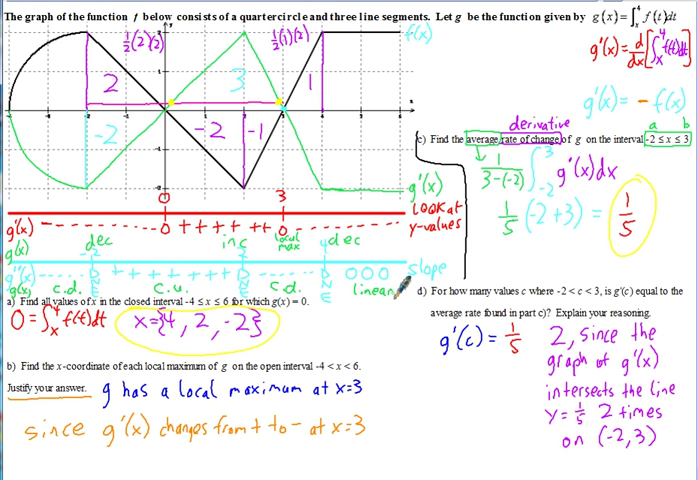 The graph of the function f below consists of a quartercircle and three line segments. Let g be the function given by g(x) = ∫ₓ⁴ f(t)dt
½(2)(2)
½(1)(2)
f(x)
g'(x) = d/dx [∫ₓ⁴ f(t)dt]
2
3
1
-2
-2
-1
g'(x) = - f(x)
derivative
a b
c) Find the average rate of change of g on the interval -2 ≤ x ≤ 3
1/(3-(-2)) ∫₋₂³ g'(x)dx
1/5 (-2+3) = 1/5
g'(x)
0
3
LOOK at
y-values
g'(x) - - - - - - - - 0 + + + + + + 0 - - - - - - -
g(x) dec inc local max dec
g''(x) - - - - - DNE + + + + + + + DNE - - - - DNE 000 slope
g(x) c.d. c.u. c.d. linear
a) Find all values of x in the closed interval -4 ≤ x ≤ 6 for which g(x) = 0.
0 = ∫ₓ⁴ f(t)dt x={4, 2, -2}
b) Find the x-coordinate of each local maximum of g on the open interval -4 < x < 6.
Justify your answer.
g has a local maximum at x=3
since g'(x) changes from + to - at x=3
d) For how many values c where -2 < c < 3, is g'(c) equal to the
average rate found in part c)? Explain your reasoning.
g'(c) = 1/5
2, since the
graph of g'(x)
intersects the line
y = 1/5 2 times
on (-2,3)